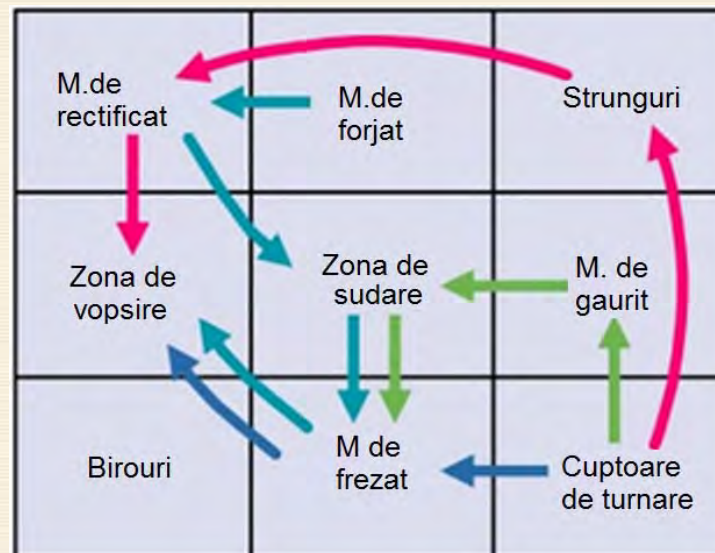 M.de
rectificat
M.de
forjat
Strunguri
Zona de
vopsire
Zona de
sudare
M. de
gaurit
Birouri
M de
frezat
Cuptoare
de turnare